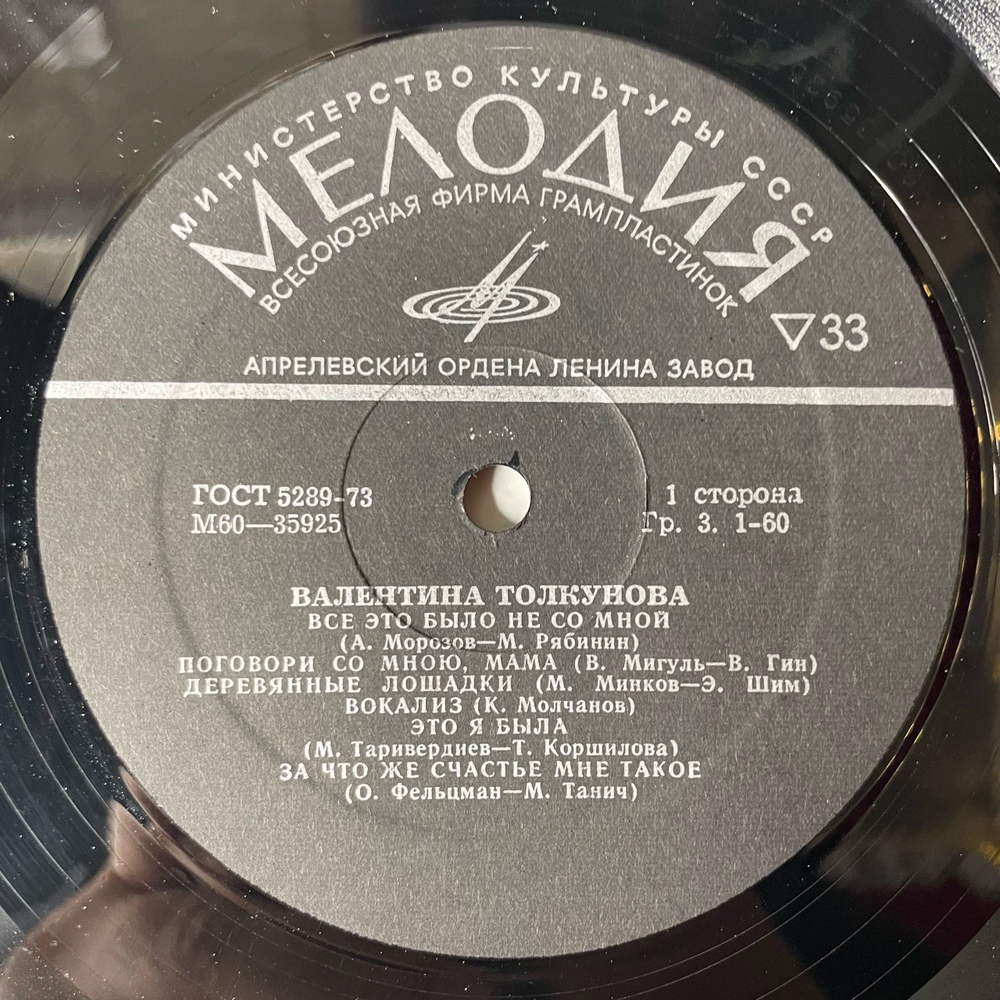 МИНИСТЕРСТВО КУЛЬТУРЫ СССР
МЕЛОДИЯ
ВСЕСОЮЗНАЯ ФИРМА ГРАМПЛАСТИНОК
▽33
АПРЕЛЕВСКИЙ ОРДЕНА ЛЕНИНА ЗАВОД
ГОСТ 5289-73 1 сторона
М60—35925 Гр. 3. 1-60
ВАЛЕНТИНА ТОЛКУНОВА
ВСЕ ЭТО БЫЛО НЕ СО МНОЙ
(А. Морозов—М. Рябинин)
ПОГОВОРИ СО МНОЮ, МАМА (В. Мигуль—В. Гин)
ДЕРЕВЯННЫЕ ЛОШАДКИ (М. Минков—Э. Шим)
ВОКАЛИЗ (К. Молчанов)
ЭТО Я БЫЛА
(М. Таривердиев—Т. Коршилова)
ЗА ЧТО ЖЕ СЧАСТЬЕ МНЕ ТАКОЕ
(О. Фельцман—М. Танич)